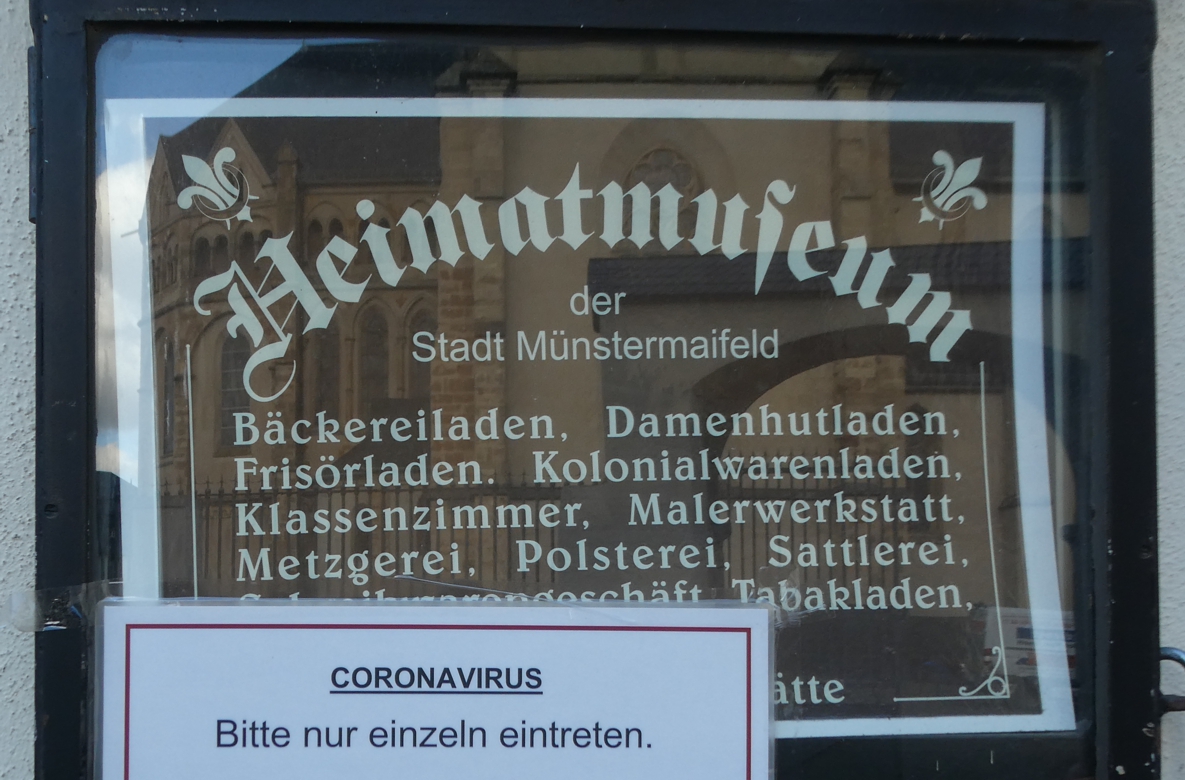 Heimatmuſeum
der
Stadt Münstermaifeld
Bäckereiladen, Damenhutladen,
Frisörladen. Kolonialwarenladen,
Klassenzimmer, Malerwerkstatt,
Metzgerei, Polsterei, Sattlerei,
Tabakladen,
ätte
CORONAVIRUS
Bitte nur einzeln eintreten.